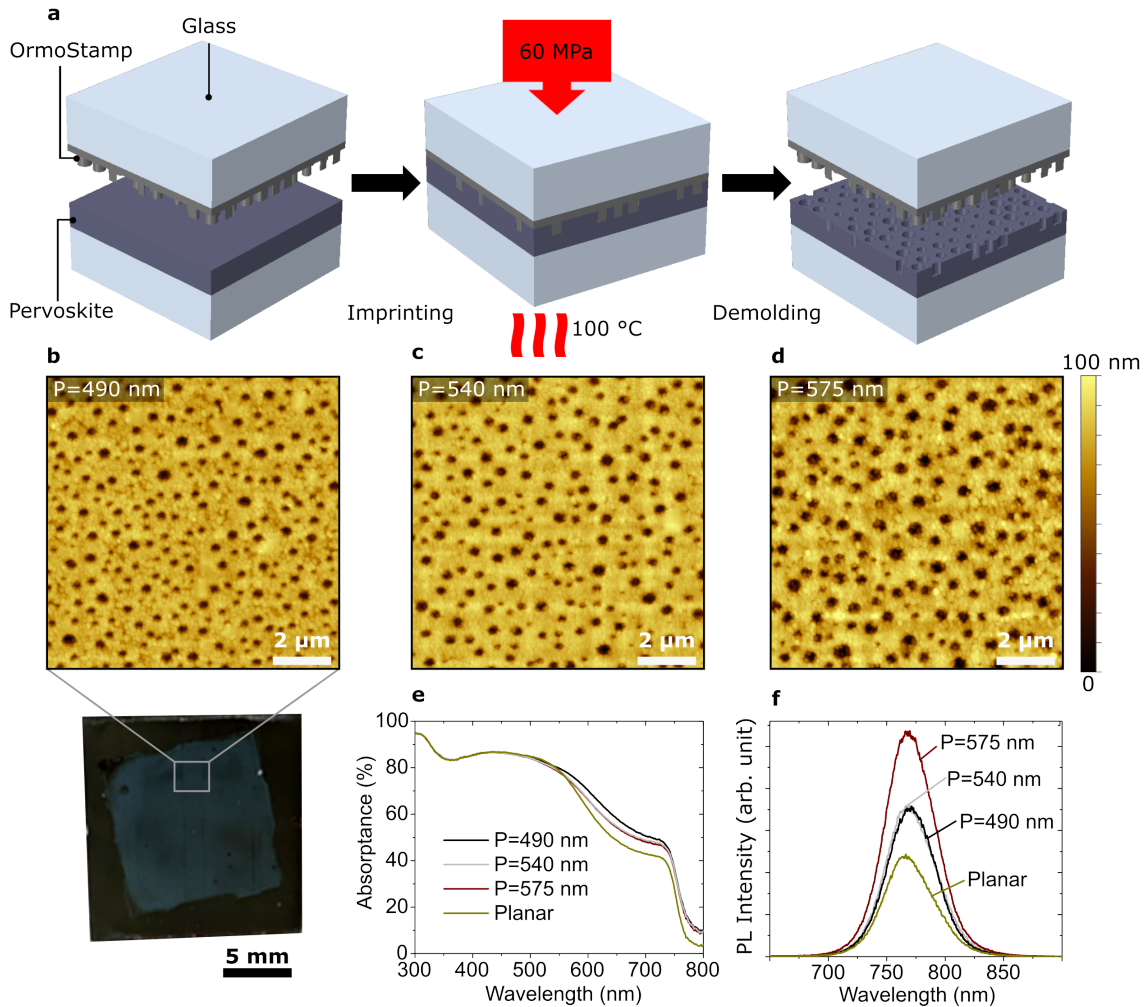 a
Glass
OrmoStamp
60 MPa
Pervoskite
Imprinting
100 °C
Demolding
b
P=490 nm
2 µm
c
P=540 nm
2 µm
d
P=575 nm
2 µm
100 nm
0
5 mm
e
Absorptance (%)
100
80
60
40
20
0
P=490 nm
P=540 nm
P=575 nm
Planar
300 400 500 600 700 800
Wavelength (nm)
f
PL Intensity (arb. unit)
P=575 nm
P=540 nm
P=490 nm
Planar
700 750 800 850
Wavelength (nm)